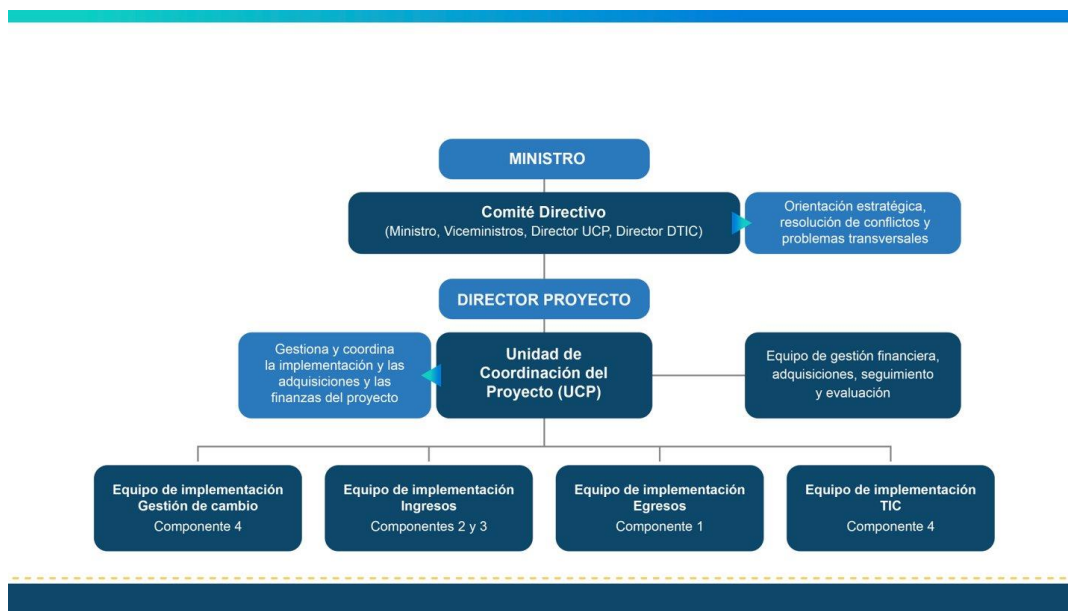 MINISTRO
Comité Directivo
(Ministro, Viceministros, Director UCP, Director DTIC)
Orientación estratégica,
resolución de conflictos y
problemas transversales
DIRECTOR PROYECTO
Gestiona y coordina
la implementación y las
adquisiciones y las
finanzas del proyecto
Unidad de
Coordinación del
Proyecto (UCP)
Equipo de gestión financiera,
adquisiciones, seguimiento
y evaluación
Equipo de implementación
Gestión de cambio
Componente 4
Equipo de implementación
Ingresos
Componentes 2 y 3
Equipo de implementación
Egresos
Componente 1
Equipo de implementación
TIC
Componente 4